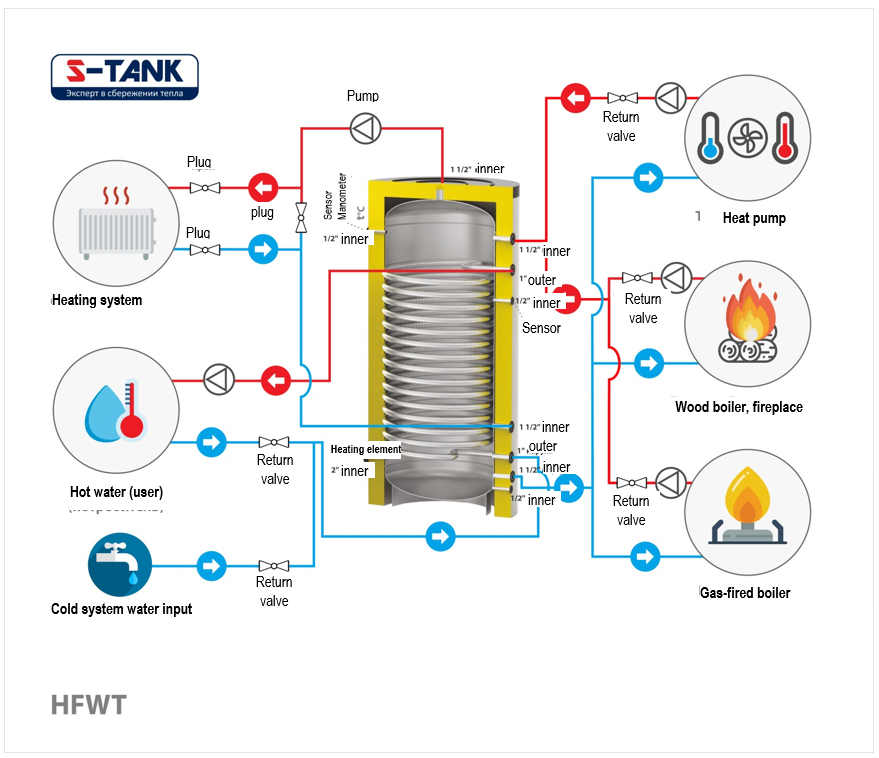 S-TANK
Эксперт в сбережении тепла
Pump
Plug
plug
Plug
Heating system
Sensor
Manometer
t°C
1/2" inner
1 1/2" inner
Return
valve
Heat pump
1 1/2" inner
1" outer
1/2" inner
Sensor
Return
valve
Wood boiler, fireplace
Hot water (user)
Return
valve
Heating element
2" inner
1 1/2" inner
1" outer
1 1/2" inner
1/2" inner
Return
valve
Gas-fired boiler
Cold system water input
Return
valve
HFWT